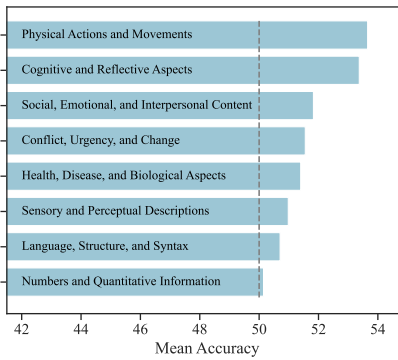 Physical Actions and Movements
Cognitive and Reflective Aspects
Social, Emotional, and Interpersonal Content
Conflict, Urgency, and Change
Health, Disease, and Biological Aspects
Sensory and Perceptual Descriptions
Language, Structure, and Syntax
Numbers and Quantitative Information
42 44 46 48 50 52 54
Mean Accuracy